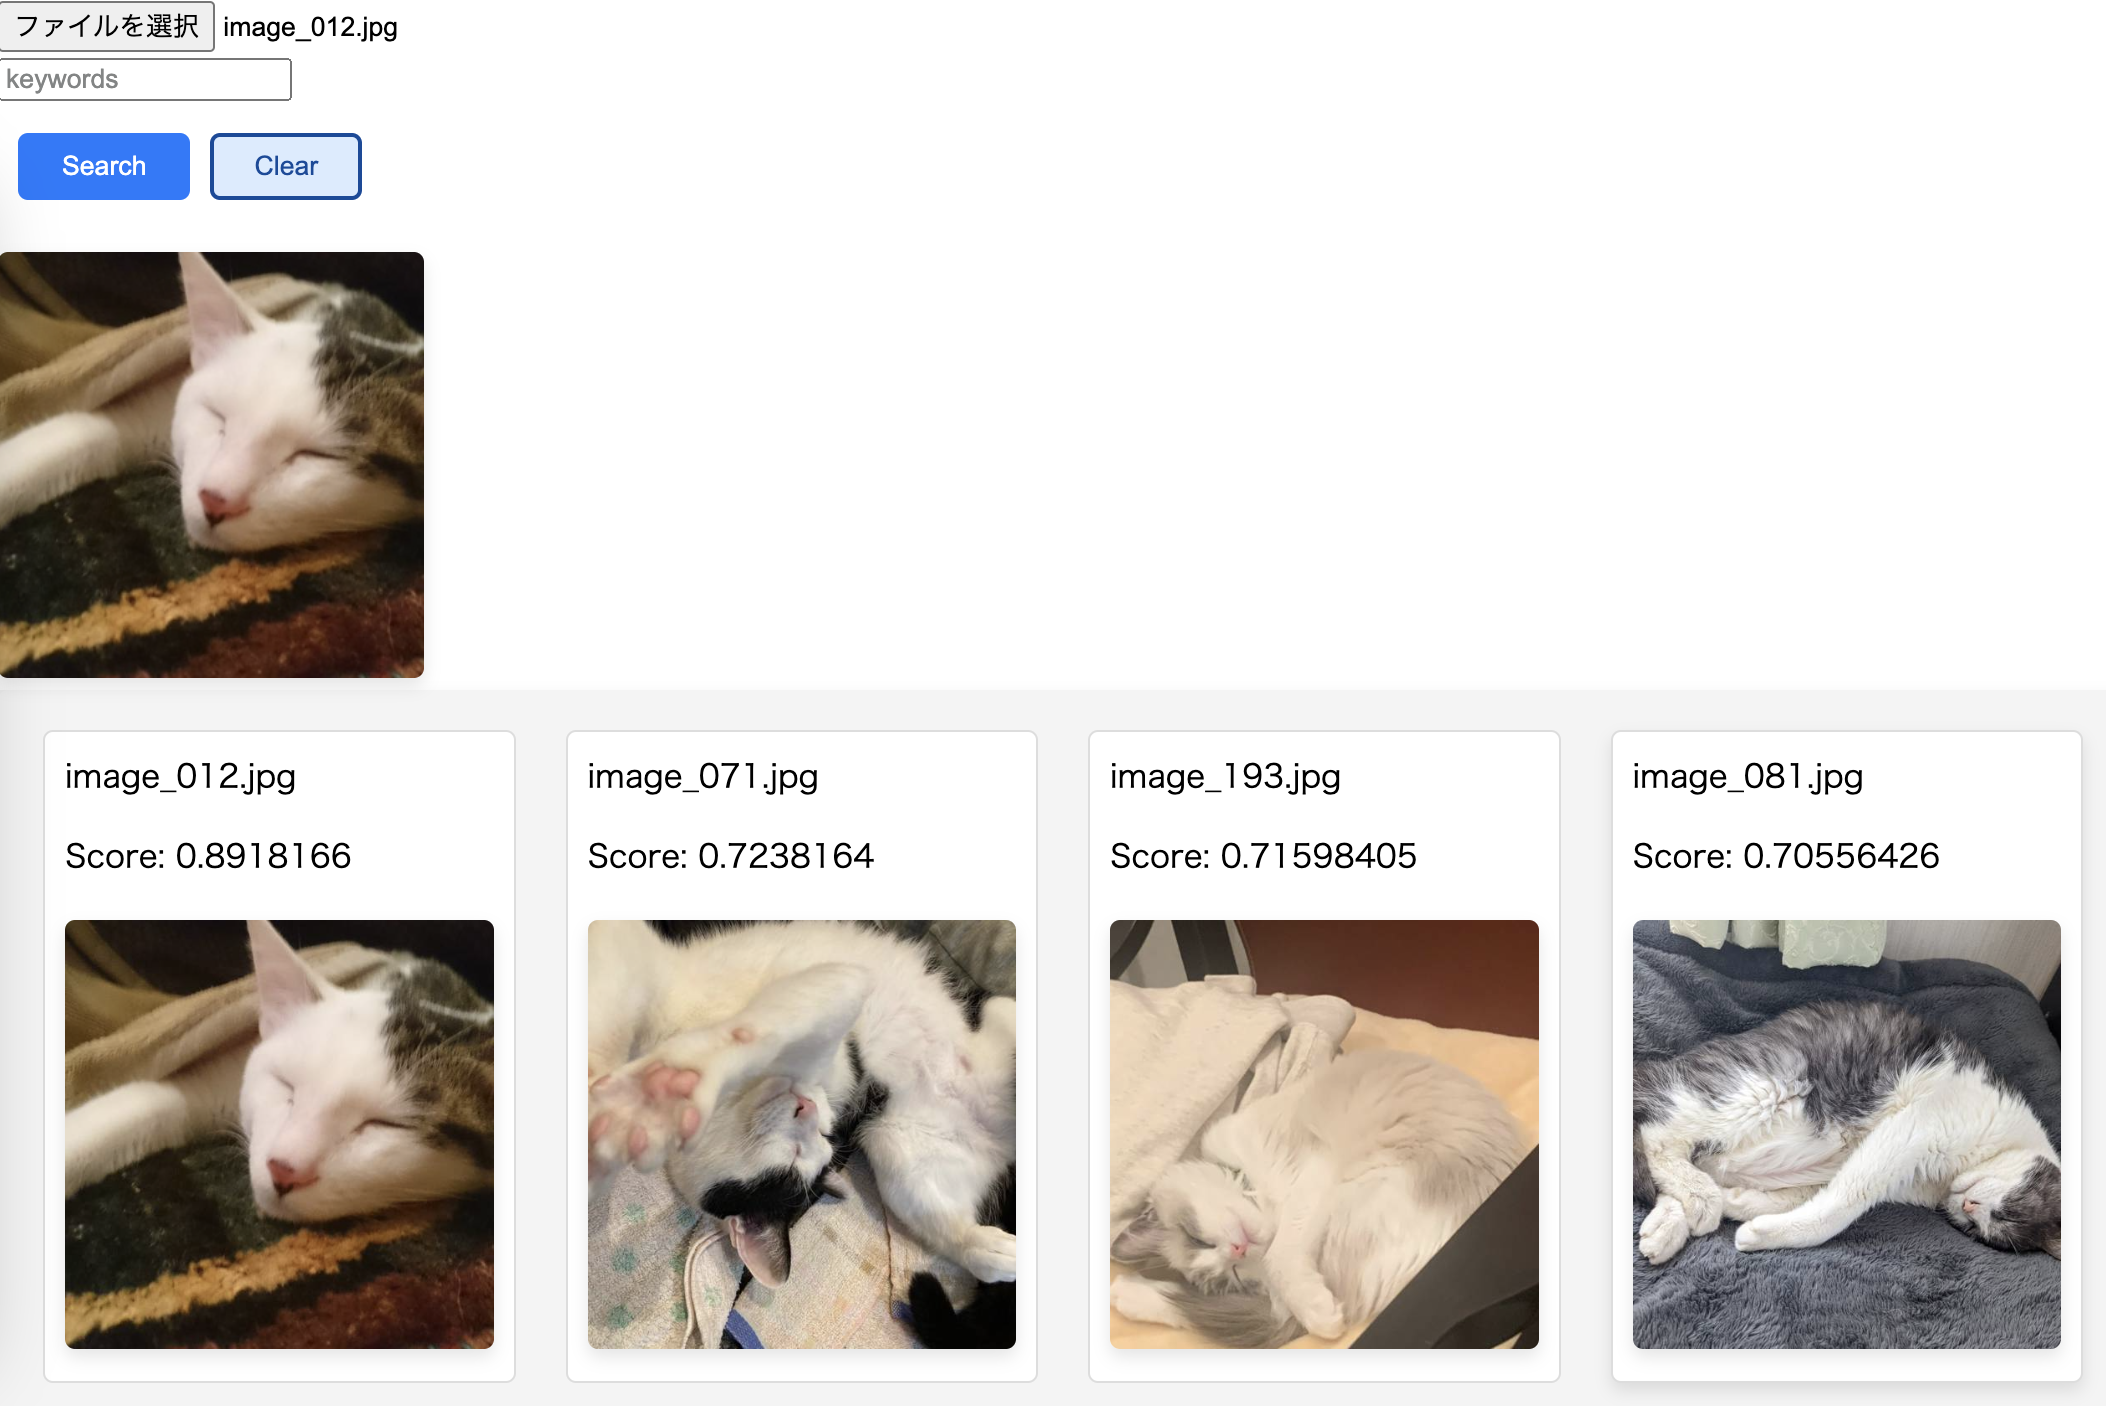 ファイルを選択 image_012.jpg
keywords
Search Clear
image_012.jpg
Score: 0.8918166
image_071.jpg
Score: 0.7238164
image_193.jpg
Score: 0.71598405
image_081.jpg
Score: 0.70556426